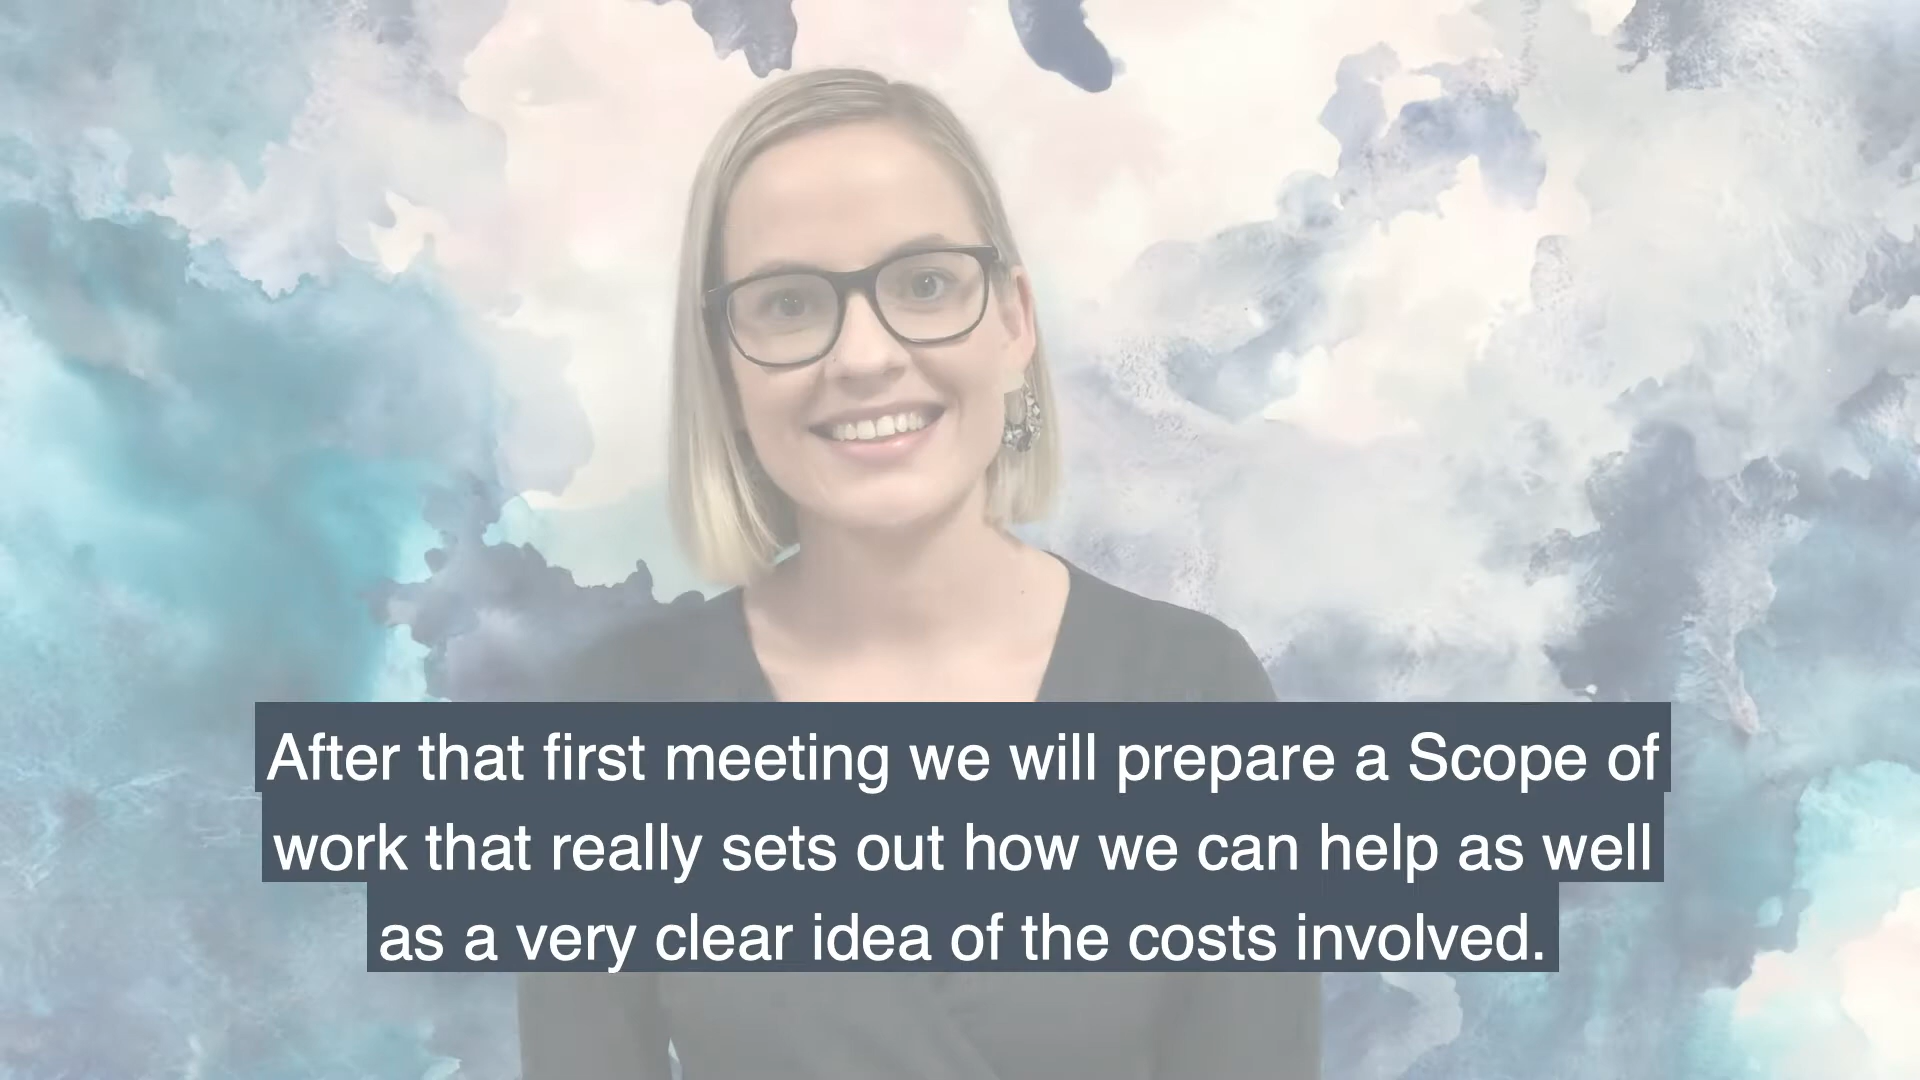 After that first meeting we will prepare a Scope of
work that really sets out how we can help as well
as a very clear idea of the costs involved.